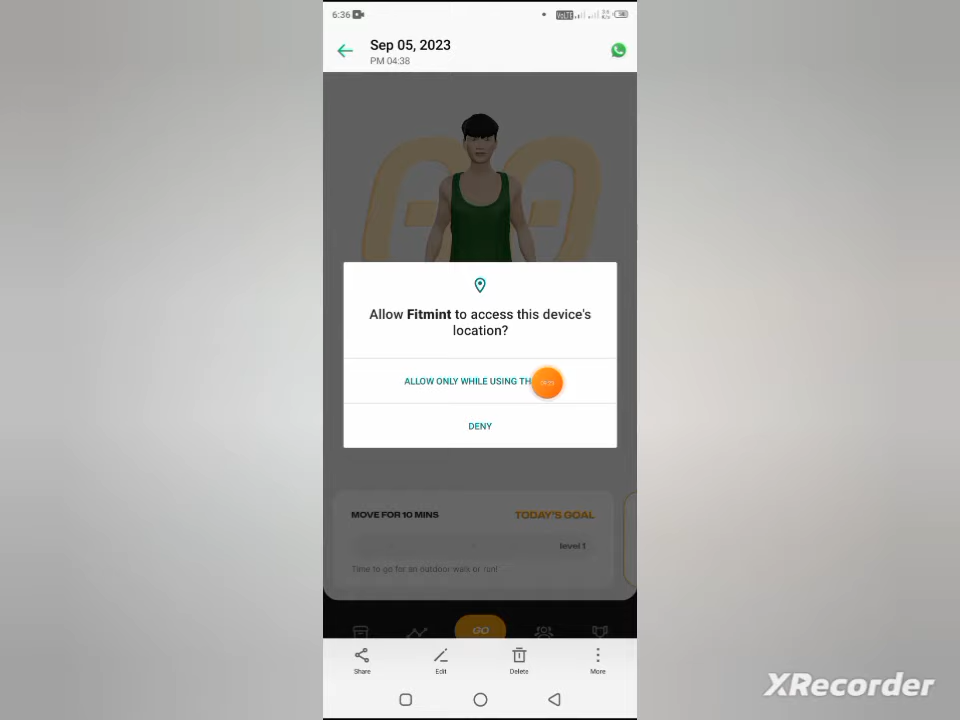 6:36
Sep 05, 2023
PM 04:38
Allow Fitmint to access this device's
location?
ALLOW ONLY WHILE USING TH
DENY
MOVE FOR 10 MINS
TODAY'S GOAL
level 1
Time to go for an outdoor walk or run!
GO
Share
Edit
Delete
More
XRecorder